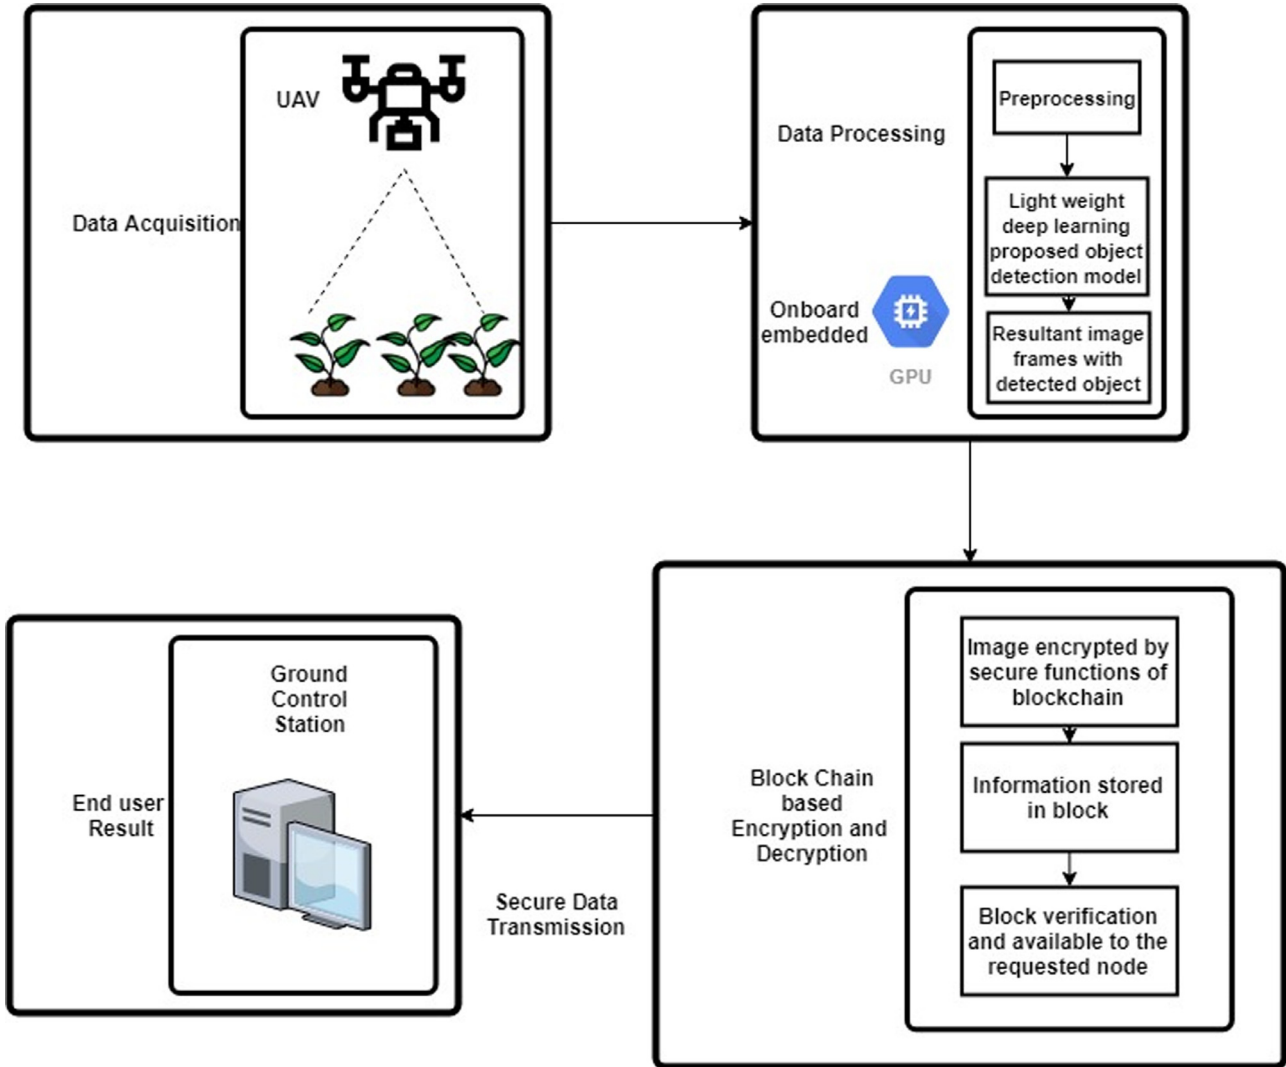 UAV
Data Acquisition
Data Processing
Onboard
embedded
GPU
Preprocessing
Light weight
deep learning
proposed object
detection model
Resultant image
frames with
detected object
Block Chain
based
Encryption and
Decryption
Image encrypted by
secure functions of
blockchain
Information stored
in block
Block verification
and available to the
requested node
Secure Data
Transmission
End user
Result
Ground
Control
Station